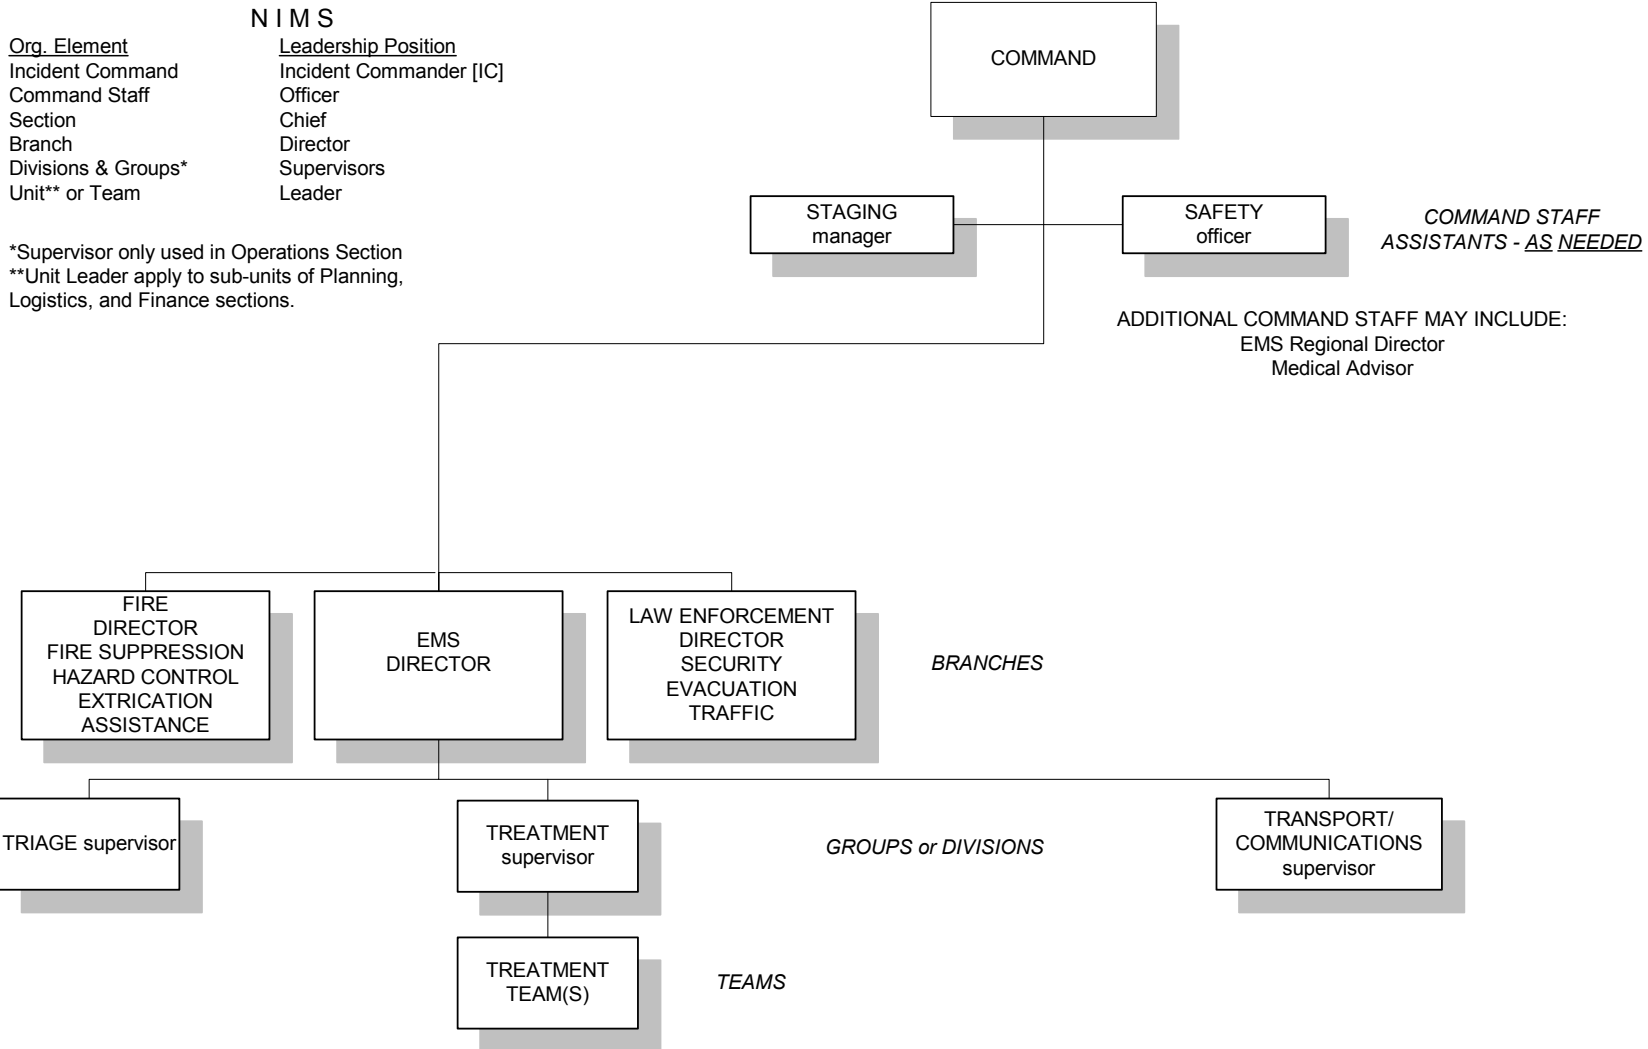 N I M S
Org. Element Leadership Position
Incident Command Incident Commander [IC]
Command Staff Officer
Section Chief
Branch Director
Divisions & Groups* Supervisors
Unit** or Team Leader
*Supervisor only used in Operations Section
**Unit Leader apply to sub-units of Planning,
Logistics, and Finance sections.
COMMAND
STAGING
manager
SAFETY
officer
COMMAND STAFF
ASSISTANTS - AS NEEDED
ADDITIONAL COMMAND STAFF MAY INCLUDE:
EMS Regional Director
Medical Advisor
FIRE
DIRECTOR
FIRE SUPPRESSION
HAZARD CONTROL
EXTRICATION
ASSISTANCE
EMS
DIRECTOR
LAW ENFORCEMENT
DIRECTOR
SECURITY
EVACUATION
TRAFFIC
BRANCHES
TRIAGE supervisor
TREATMENT
supervisor
GROUPS or DIVISIONS
TRANSPORT/
COMMUNICATIONS
supervisor
TREATMENT
TEAM(S)
TEAMS